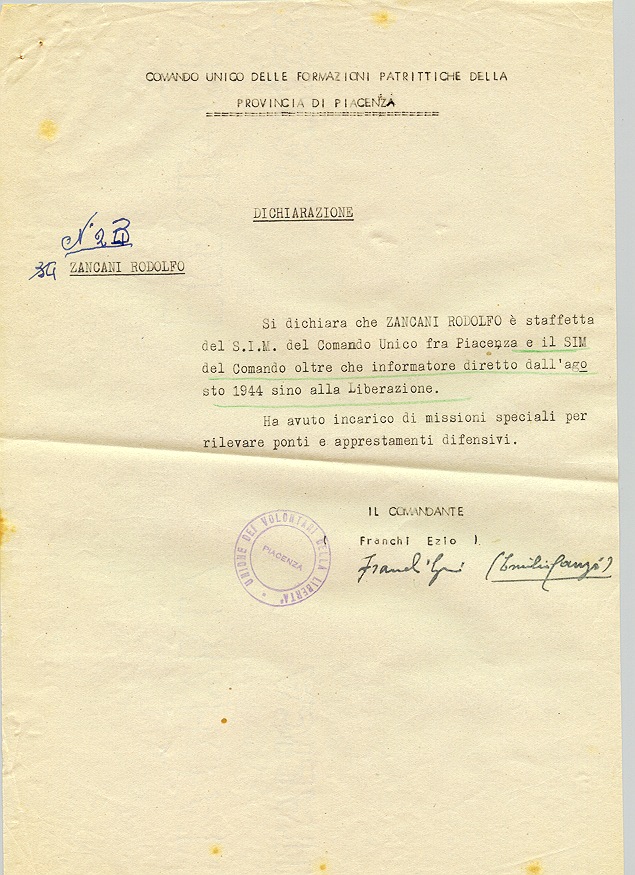 COMANDO UNICO DELLE FORMAZIONI PATRITTICHE DELLA
PROVINCIA DI PIACENZA
DICHIARAZIONE
N° 2
ZANCANI RODOLFO
Si dichiara che ZANCANI RODOLFO è staffetta
del S.I.M. del Comando Unico fra Piacenza e il SIM
del Comando oltre che informatore diretto dall'ago
sto 1944 sino alla Liberazione.
Ha avuto incarico di missioni speciali per
rilevare ponti e apprestamenti difensivi.
IL COMANDANTE
( Franchi Ezio ).
(Emilio Canzi)
UNIONE DEI VOLONTARI DELLA LIBERTA'
PIACENZA